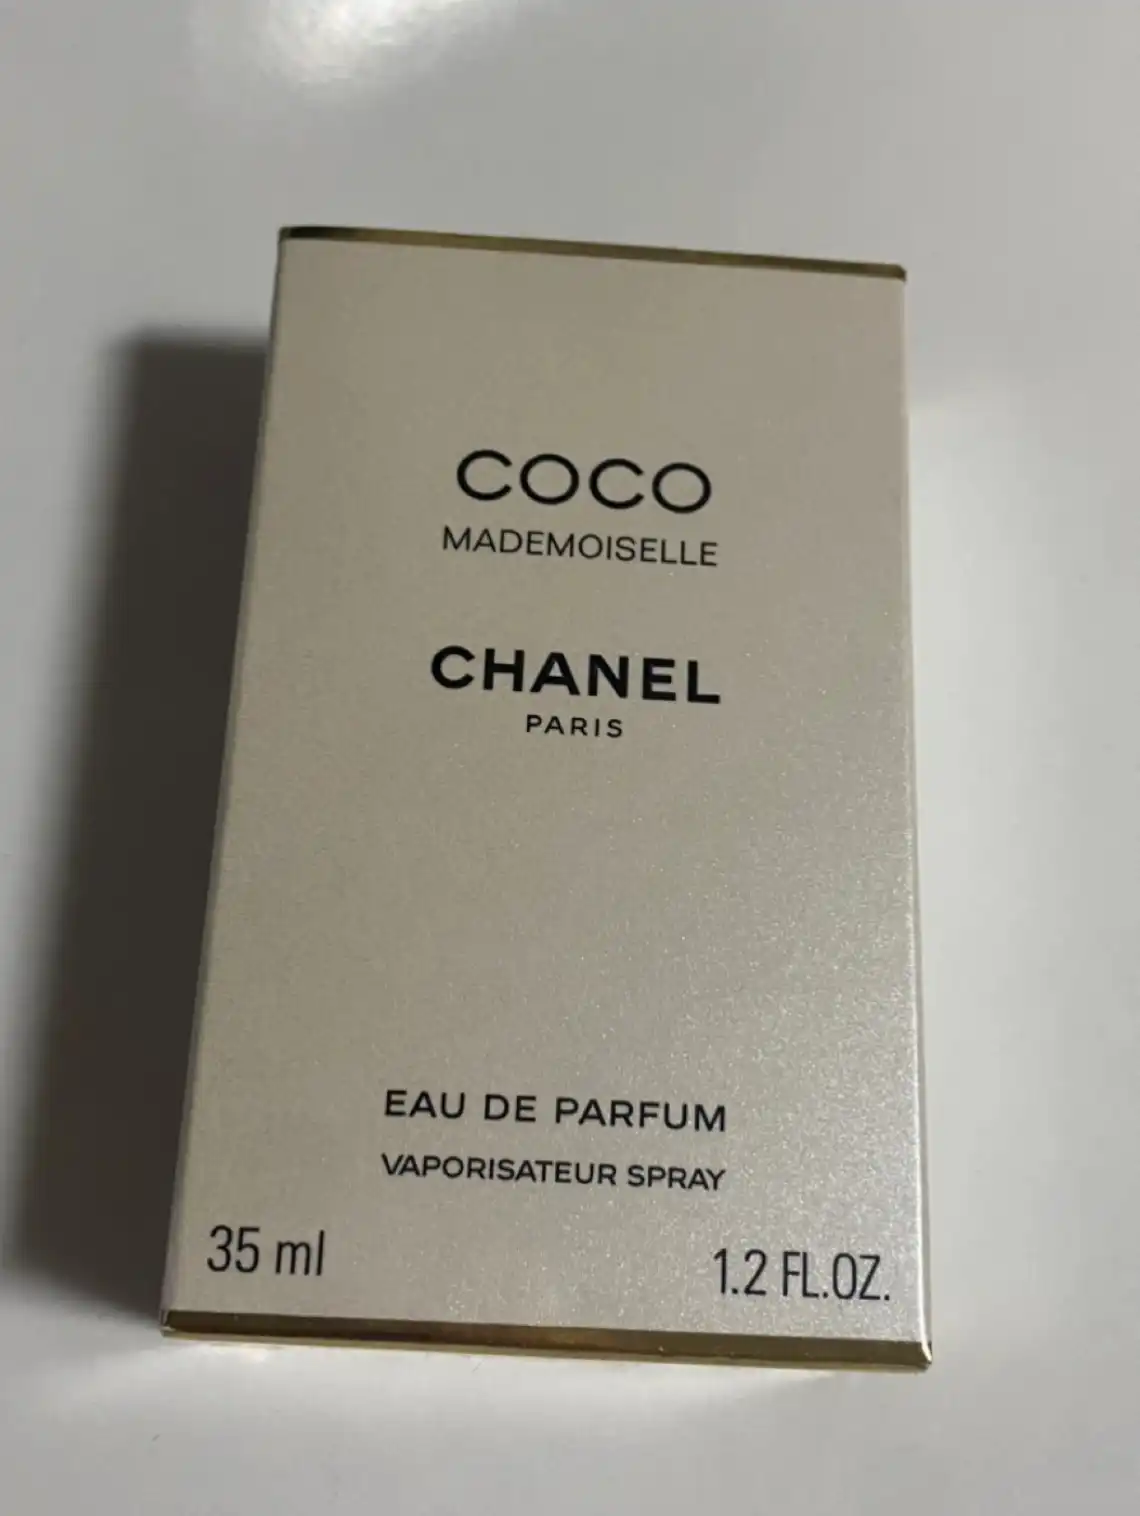 COCO
MADEMOISELLE
CHANEL
PARIS
EAU DE PARFUM
VAPORISATEUR SPRAY
35 ml 1.2 FL.OZ.